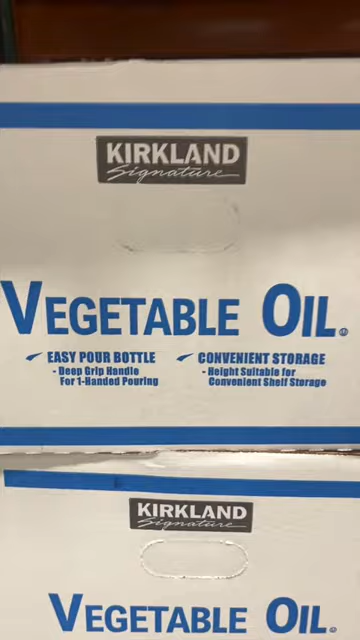 KIRKLAND
Signature
VEGETABLE OIL
EASY POUR BOTTLE
- Deep Grip Handle
For 1-Handed Pouring
CONVENIENT STORAGE
- Height Suitable for
Convenient Shelf Storage
KIRKLAND
Signature
VEGETABLE OIL